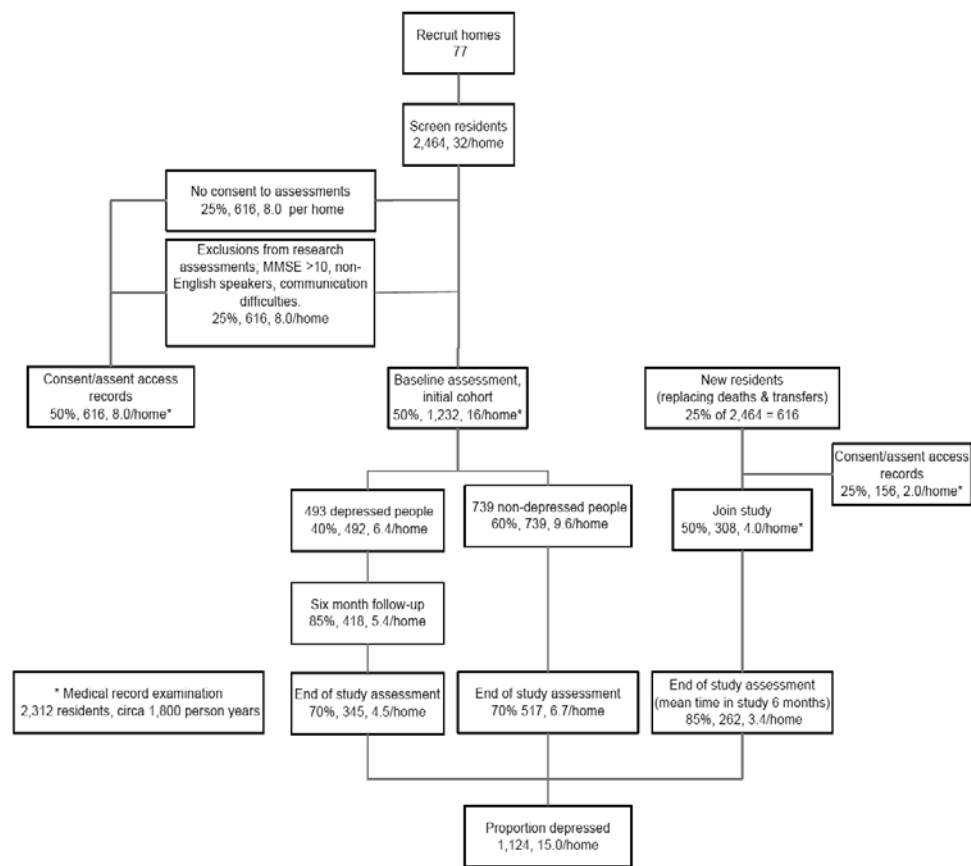 Recruit homes
77
Screen residents
2,464, 32/home
No consent to assessments
25%, 616, 8.0 per home
Exclusions from research
assessments; MMSE >10, non-
English speakers, communication
difficulties.
25%, 616, 8.0/home
Consent/assent access
records
50%, 616, 8.0/home*
Baseline assessment,
initial cohort
50%, 1,232, 16/home*
New residents
(replacing deaths & transfers)
25% of 2,464 = 616
Consent/assent access
records
25%, 156, 2.0/home*
493 depressed people
40%, 492, 6.4/home
739 non-depressed people
60%, 739, 9.6/home
Join study
50%, 308, 4.0/home*
Six month follow-up
85%, 418, 5.4/home
* Medical record examination
2,312 residents, circa 1,800 person years
End of study assessment
70%, 345, 4.5/home
End of study assessment
70% 517, 6.7/home
End of study assessment
(mean time in study 6 months)
85%, 262, 3.4/home
Proportion depressed
1,124, 15.0/home